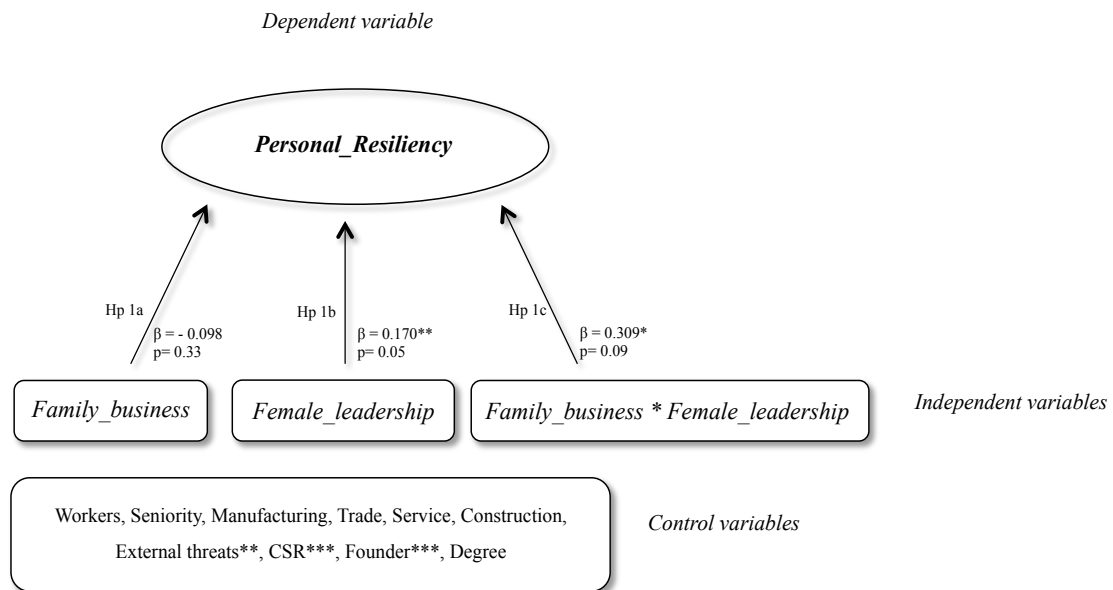 Dependent variable
Personal_Resiliency
Hp 1a
β = - 0.098
p= 0.33
Hp 1b
β = 0.170**
p= 0.05
Hp 1c
β = 0.309*
p= 0.09
Family_business
Female_leadership
Family_business * Female_leadership
Independent variables
Workers, Seniority, Manufacturing, Trade, Service, Construction,
External threats**, CSR***, Founder***, Degree
Control variables